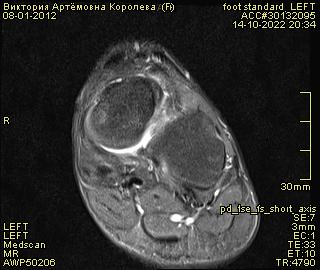 Виктория Артёмовна Королева /(F)
08-01-2012
foot standard LEFT
ACC#30132095
14-10-2022 20:34
R
30mm
pd_tse_fs_short_axis
SE:7
3mm
EC:1
TE:33
ET:10
TR:4790
LEFT
LEFT
Medscan
MR
AWP50206